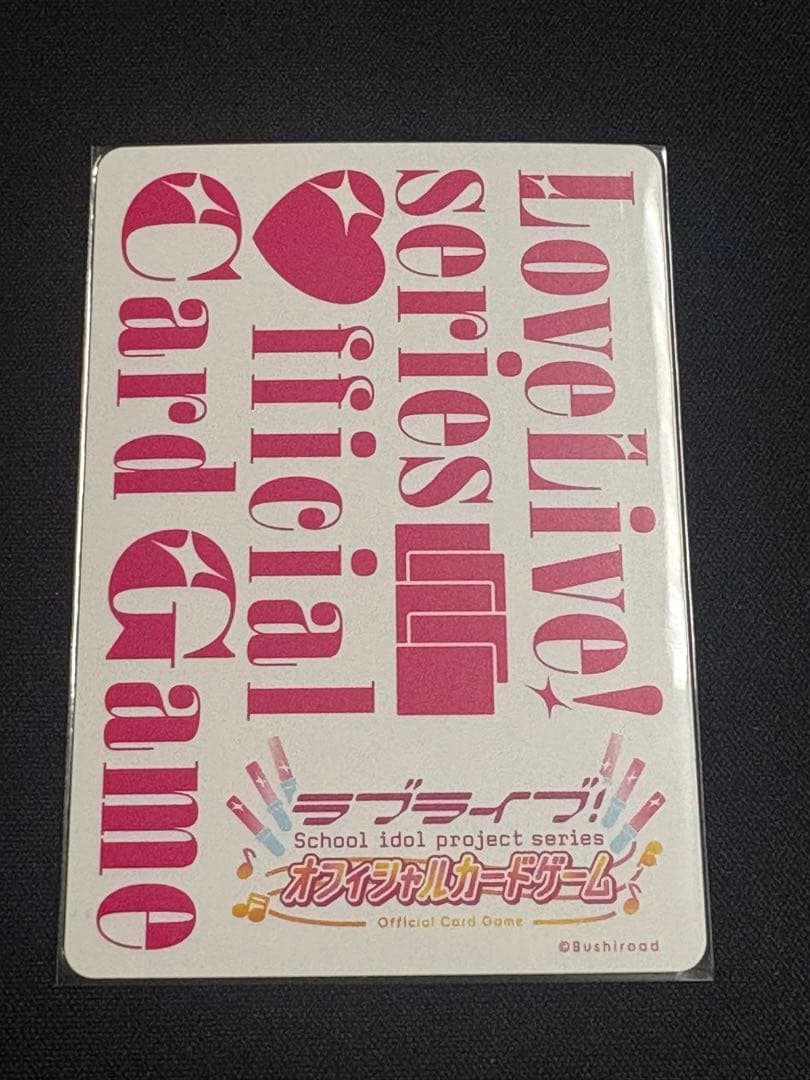 LoveLive!
series
Official
Card Game
ラブライブ!
School idol project series
オフィシャルカードゲーム
Official Card Game
©Bushiroad